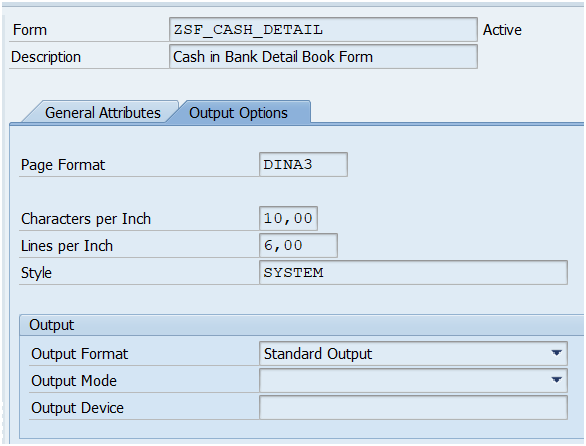 Form ZSF_CASH_DETAIL Active
Description Cash in Bank Detail Book Form
General Attributes Output Options
Page Format DINA3
Characters per Inch 10,00
Lines per Inch 6,00
Style SYSTEM
Output
Output Format Standard Output
Output Mode
Output Device